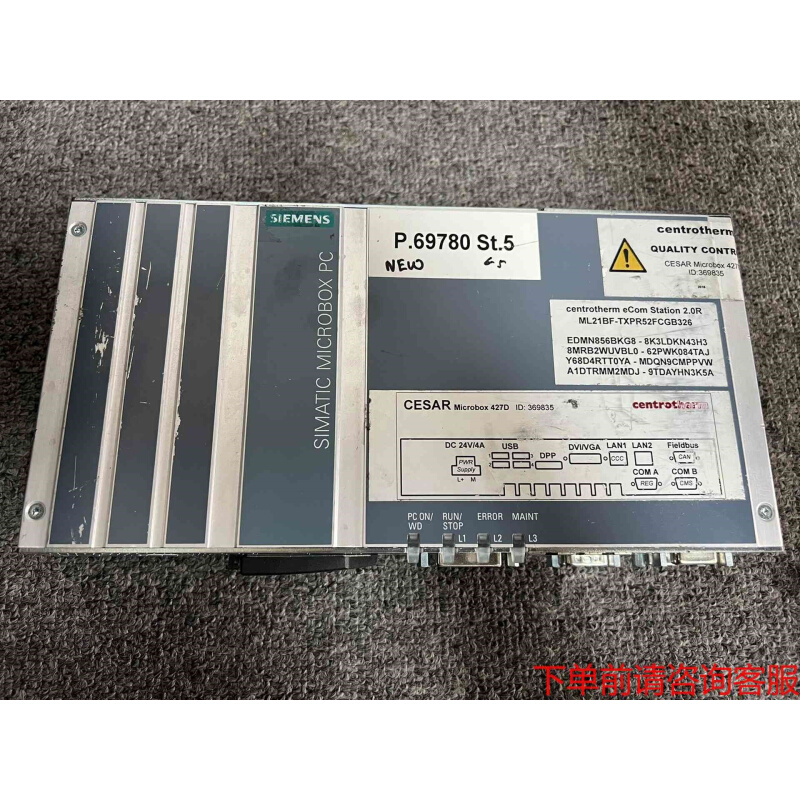 SIEMENS
SIMATIC MICROBOX PC
P.69780 St.5
NEW
centrotherm
QUALITY CONTR
CESAR Microbox 427
ID:369835
centrotherm eCom Station 2.0R
ML21BF-TXPR52FCGB326
EDMN856BKG8 - 8K3LDKN43H3
8MRB2WUVBL0 - 62PWK084TAJ
Y68D4RTT0YA - MDQN9CMPPVW
A1DTRMM2MDJ - 9TDAYHN3K5A
CESAR Microbox 427D ID: 369835
centrotherm
DC 24V/4A USB DPP DVI/VGA LAN1 LAN2 Fieldbus
PWR Supply CCC CAN
L+ M
COM A COM B
REG CMS
PC ON/ WD RUN/ STOP ERROR MAINT
L1 L2 L3
下单前请咨询客服